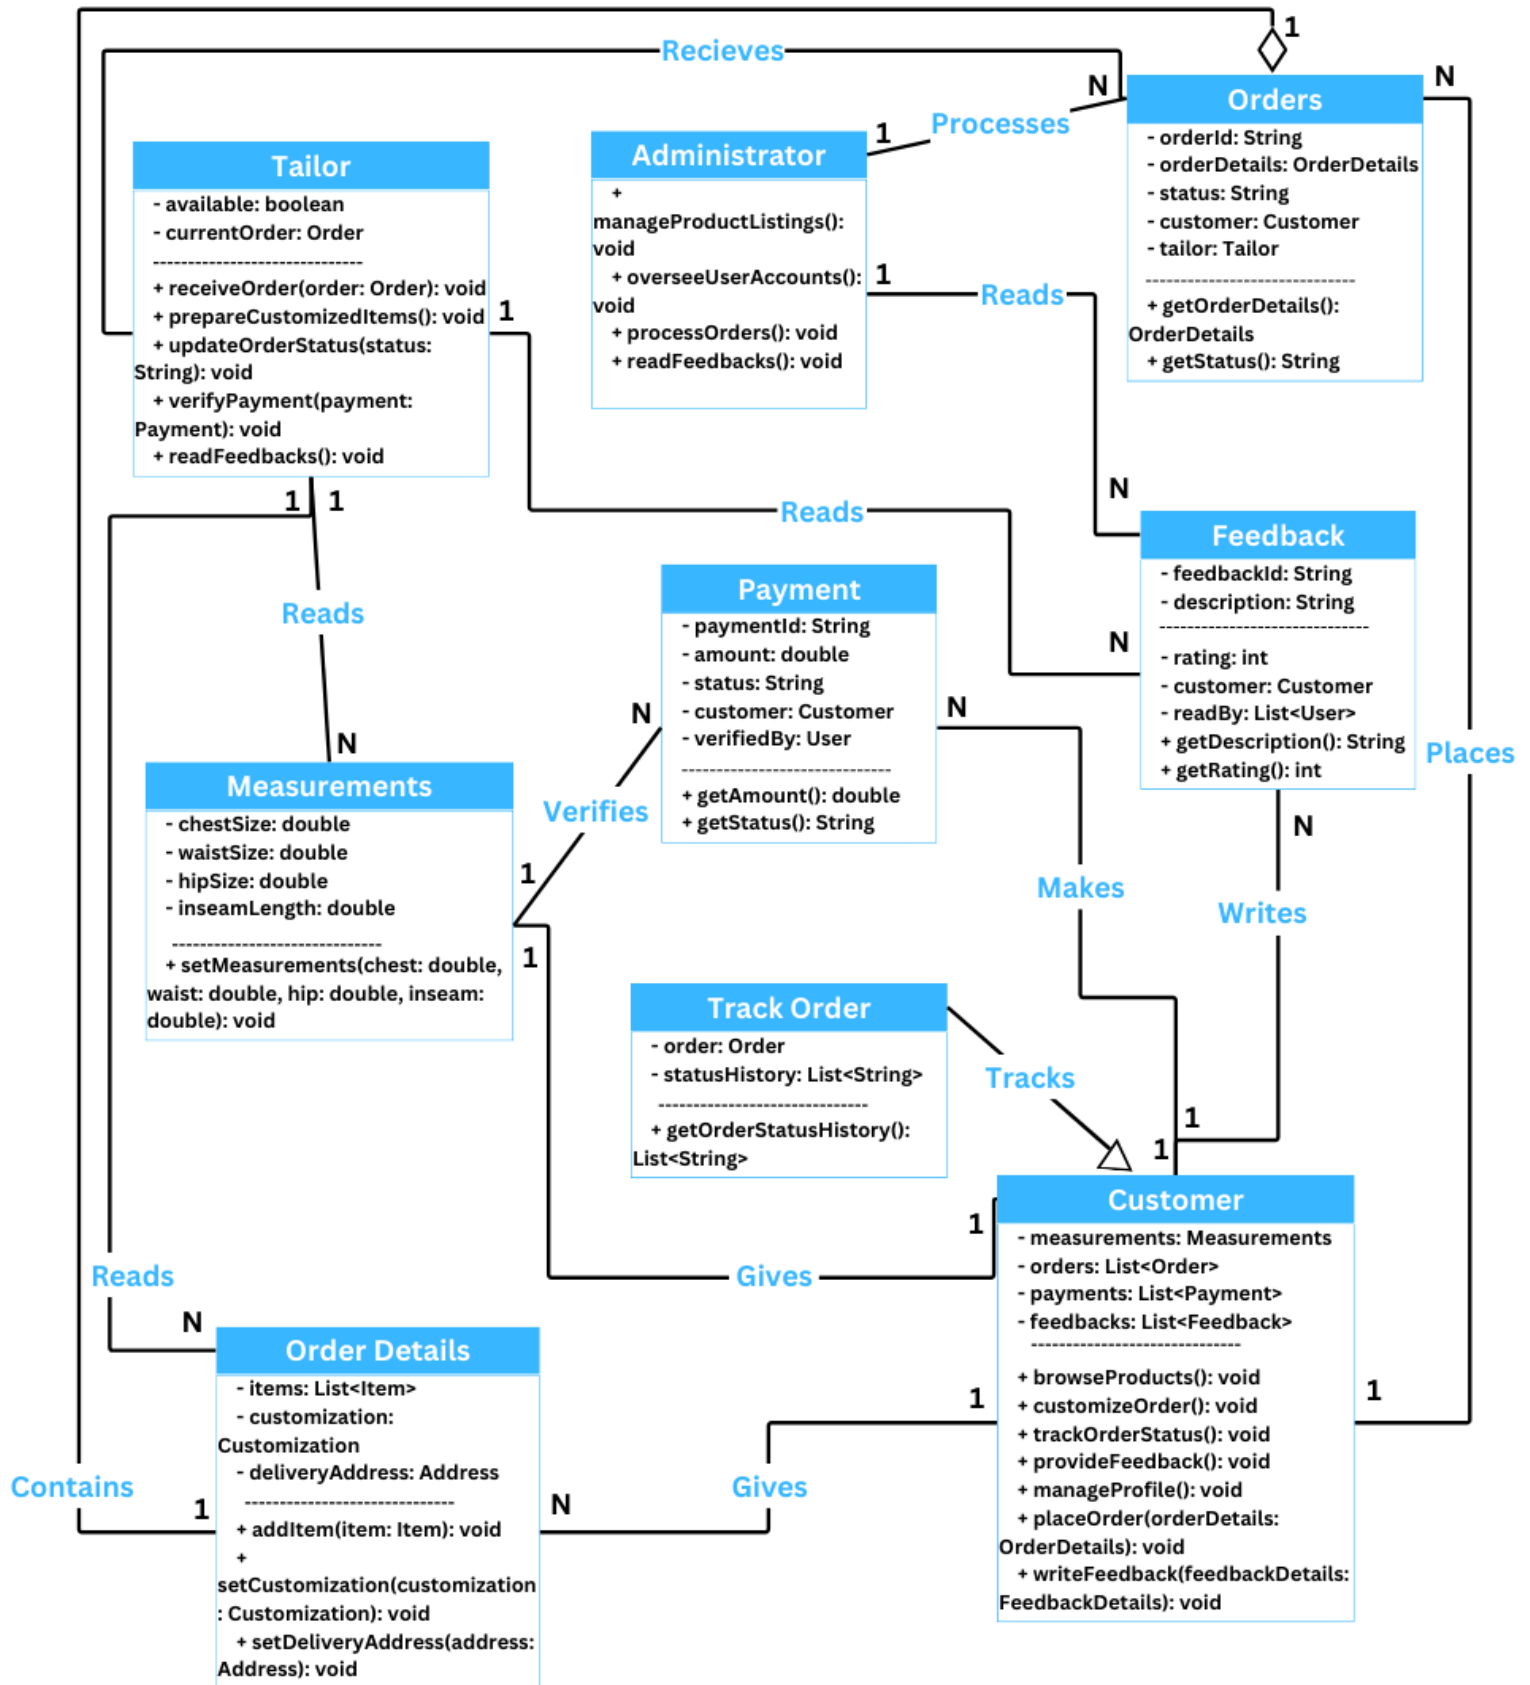 1
Recieves
N
N
Orders
- orderId: String
- orderDetails: OrderDetails
- status: String
- customer: Customer
- tailor: Tailor
------------------------------
+ getOrderDetails():
OrderDetails
+ getStatus(): String
Processes
1
Administrator
+
manageProductListings():
void
+ overseeUserAccounts():
void
+ processOrders(): void
+ readFeedbacks(): void
1
Reads
N
Tailor
- available: boolean
- currentOrder: Order
------------------------------
+ receiveOrder(order: Order): void
+ prepareCustomizedItems(): void
+ updateOrderStatus(status:
String): void
+ verifyPayment(payment:
Payment): void
+ readFeedbacks(): void
1
1
1
Reads
N
Feedback
- feedbackId: String
- description: String
------------------------------
- rating: int
- customer: Customer
- readBy: List<User>
+ getDescription(): String
+ getRating(): int
Places
Reads
N
Payment
- paymentId: String
- amount: double
- status: String
- customer: Customer
- verifiedBy: User
------------------------------
+ getAmount(): double
+ getStatus(): String
N
N
Verifies
1
Measurements
- chestSize: double
- waistSize: double
- hipSize: double
- inseamLength: double
------------------------------
+ setMeasurements(chest: double,
waist: double, hip: double, inseam:
double): void
1
Makes
N
Writes
Track Order
- order: Order
- statusHistory: List<String>
------------------------------
+ getOrderStatusHistory():
List<String>
Tracks
1
1
1
Gives
Customer
- measurements: Measurements
- orders: List<Order>
- payments: List<Payment>
- feedbacks: List<Feedback>
------------------------------
+ browseProducts(): void
+ customizeOrder(): void
+ trackOrderStatus(): void
+ provideFeedback(): void
+ manageProfile(): void
+ placeOrder(orderDetails:
OrderDetails): void
+ writeFeedback(feedbackDetails:
FeedbackDetails): void
1
1
Reads
N
Order Details
- items: List<Item>
- customization:
Customization
- deliveryAddress: Address
------------------------------
+ addItem(item: Item): void
+
setCustomization(customization
: Customization): void
+ setDeliveryAddress(address:
Address): void
Contains
1
N
Gives